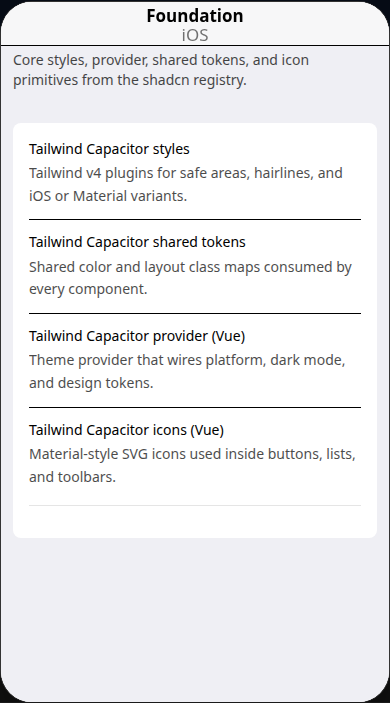 Foundation
iOS
Core styles, provider, shared tokens, and icon
primitives from the shadcn registry.
Tailwind Capacitor styles
Tailwind v4 plugins for safe areas, hairlines, and
iOS or Material variants.
Tailwind Capacitor shared tokens
Shared color and layout class maps consumed by
every component.
Tailwind Capacitor provider (Vue)
Theme provider that wires platform, dark mode,
and design tokens.
Tailwind Capacitor icons (Vue)
Material-style SVG icons used inside buttons, lists,
and toolbars.